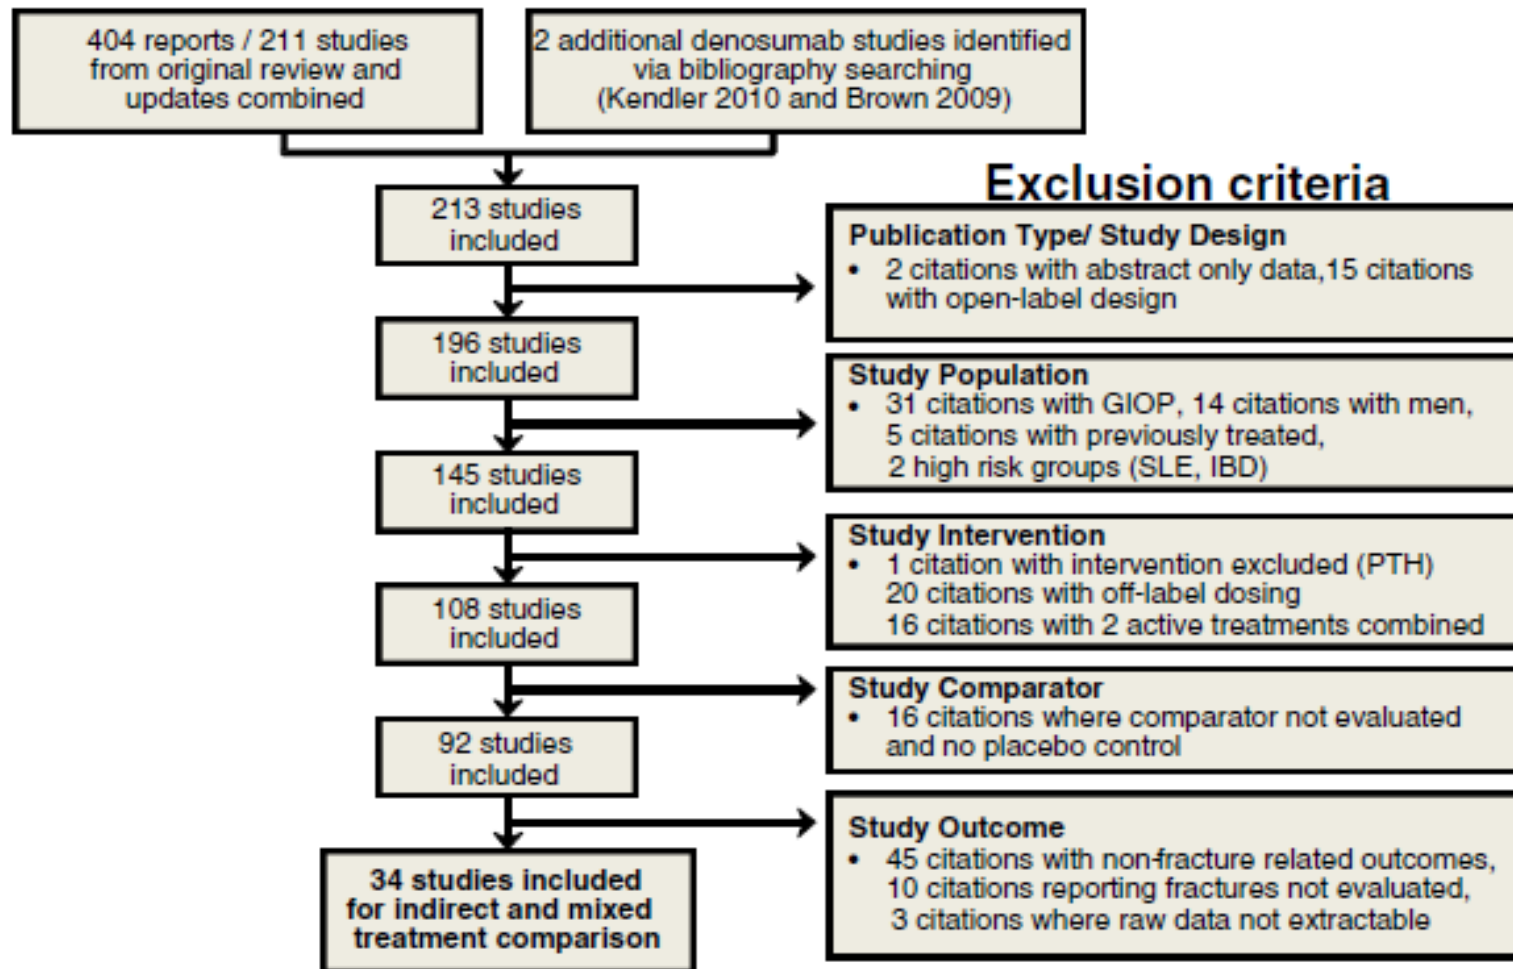 404 reports / 211 studies
from original review and
updates combined
2 additional denosumab studies identified
via bibliography searching
(Kendler 2010 and Brown 2009)
213 studies
included
Exclusion criteria
Publication Type/ Study Design
• 2 citations with abstract only data,15 citations
with open-label design
196 studies
included
Study Population
• 31 citations with GIOP, 14 citations with men,
5 citations with previously treated,
2 high risk groups (SLE, IBD)
145 studies
included
Study Intervention
• 1 citation with intervention excluded (PTH)
20 citations with off-label dosing
16 citations with 2 active treatments combined
108 studies
included
Study Comparator
• 16 citations where comparator not evaluated
and no placebo control
92 studies
included
Study Outcome
• 45 citations with non-fracture related outcomes,
10 citations reporting fractures not evaluated,
3 citations where raw data not extractable
34 studies included
for indirect and mixed
treatment comparison